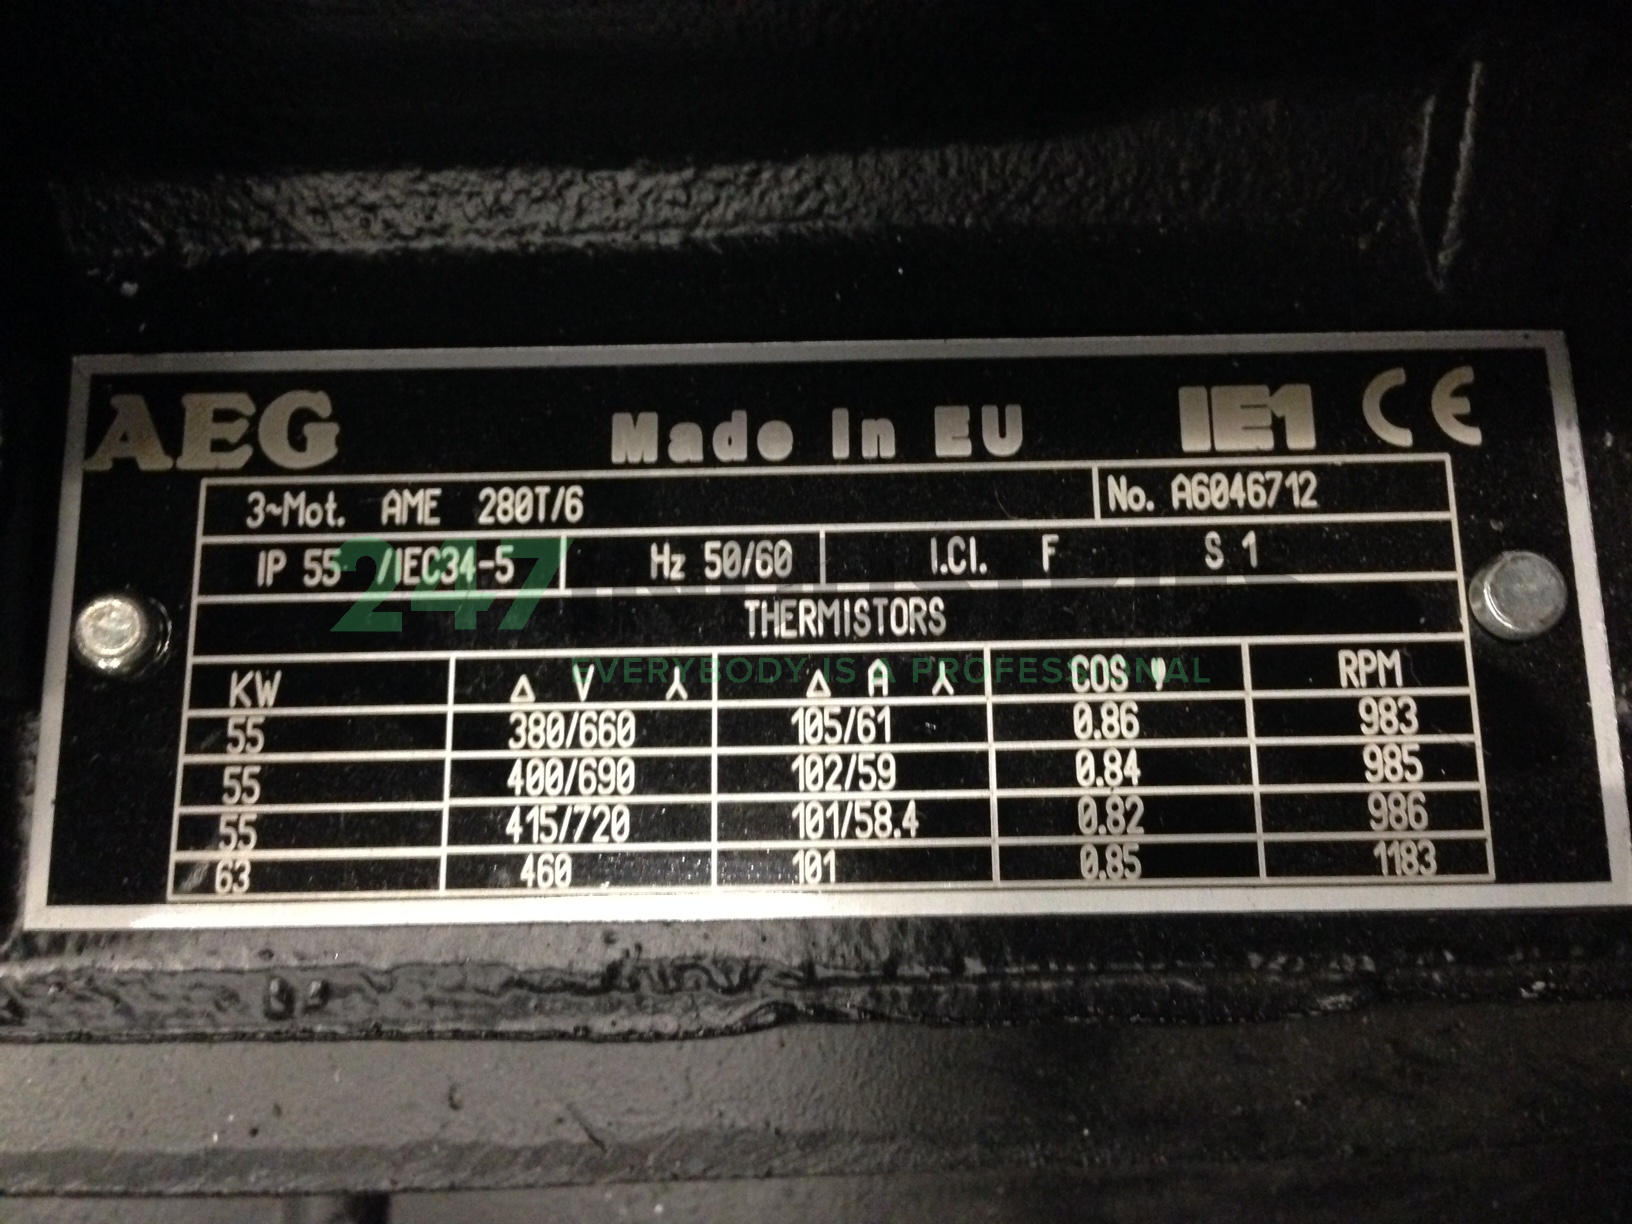 AEG Made In EU IE1 CE
3~Mot. AME 280T/6 No. A6046712
IP 55 /IEC34-5 Hz 50/60 I.Cl. F S 1
247
THERMISTORS
EVERYBODY IS A PROFESSIONAL
KW Δ V ⅄ Δ A ⅄ COS φ RPM
55 380/660 105/61 0.86 983
55 400/690 102/59 0.84 985
55 415/720 101/58.4 0.82 986
63 460 101 0.85 1183